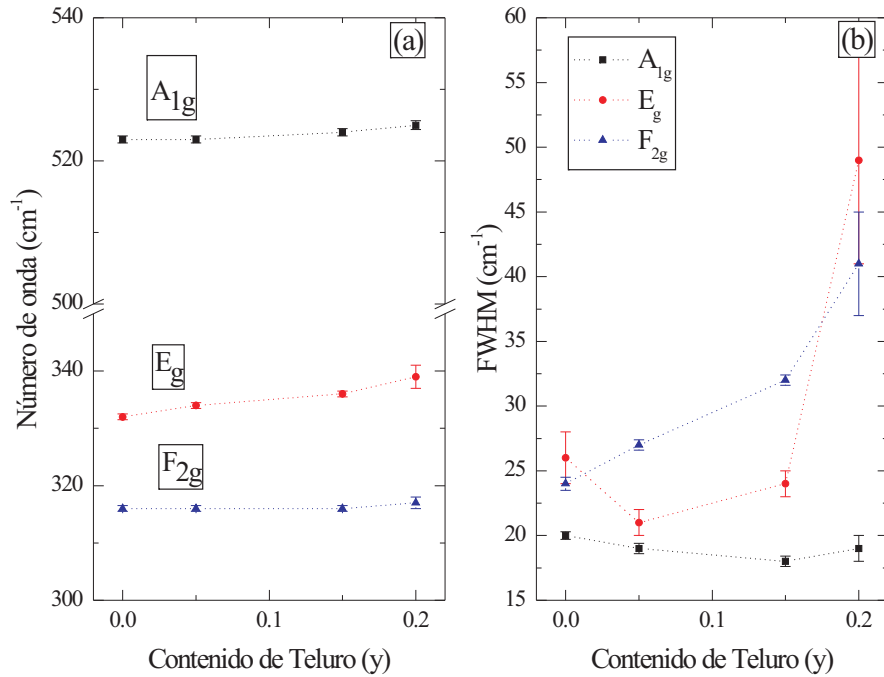 (a)
A1g
Eg
F2g
540
520
500
340
320
300
0.0
0.1
0.2
Número de onda (cm-1)
Contenido de Teluro (y)
(b)
A1g
Eg
F2g
60
55
50
45
40
35
30
25
20
15
0.0
0.1
0.2
FWHM (cm-1)
Contenido de Teluro (y)